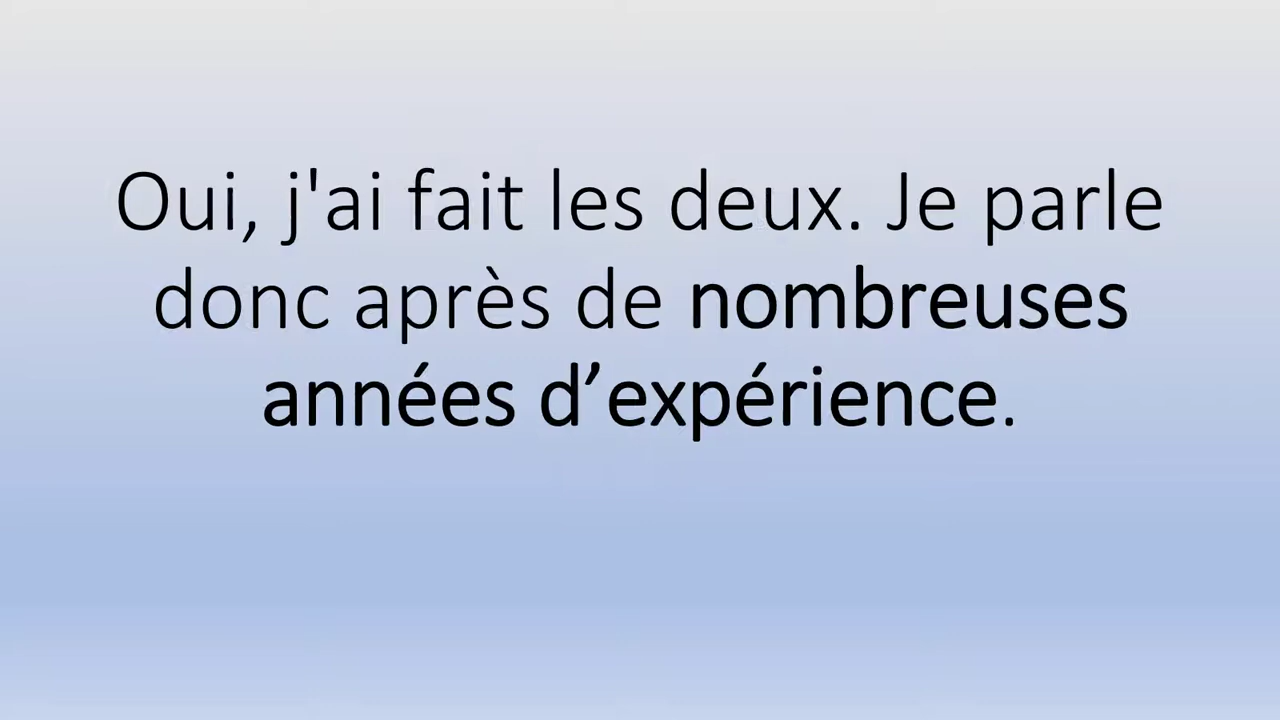 Oui, j'ai fait les deux. Je parle
donc après de nombreuses
années d’expérience.